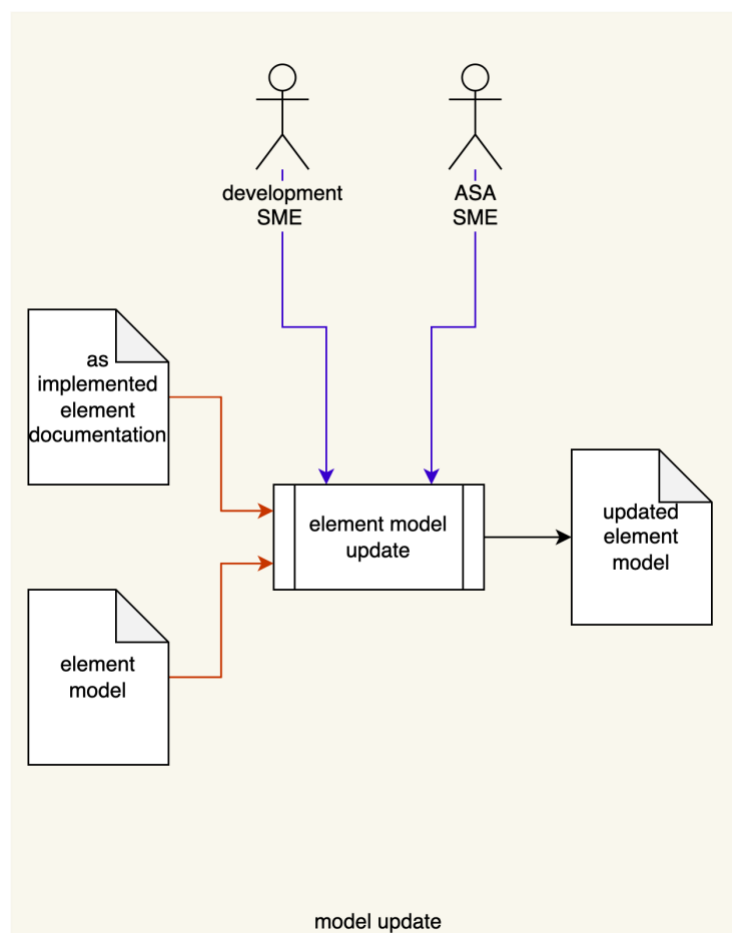 development
SME
ASA
SME
as
implemented
element
documentation
element model
update
updated
element
model
element
model
model update